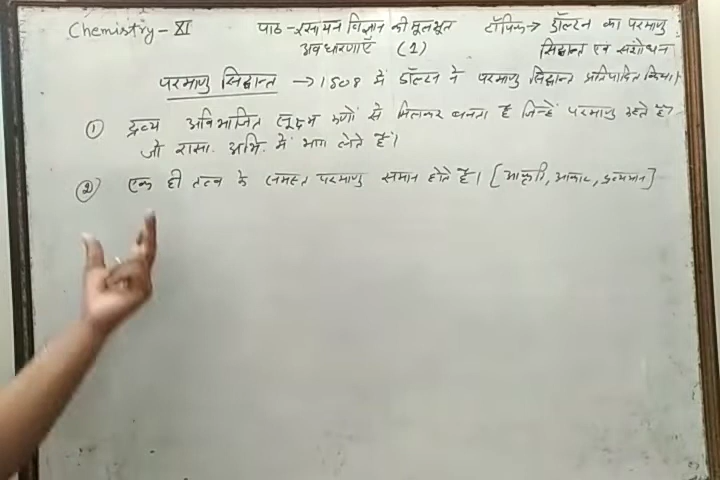 Chemistry - XI पाठ - रसायन विज्ञान की मूलभूत टॉपिक → डॉल्टन का परमाणु
अवधारणाएँ (1) सिद्धान्त एवं संशोधन
परमाणु सिद्धान्त → 1808 में डॉल्टन ने परमाणु सिद्धान्त प्रतिपादित किया।
① द्रव्य अविभाजित सूक्ष्म कणों से मिलकर बनता है जिन्हें परमाणु कहते हैं
जो रासा. अभि. में भाग लेते हैं।
② एक ही तत्व के समस्त परमाणु समान होते हैं। [आकृति, आकार, द्रव्यमान]